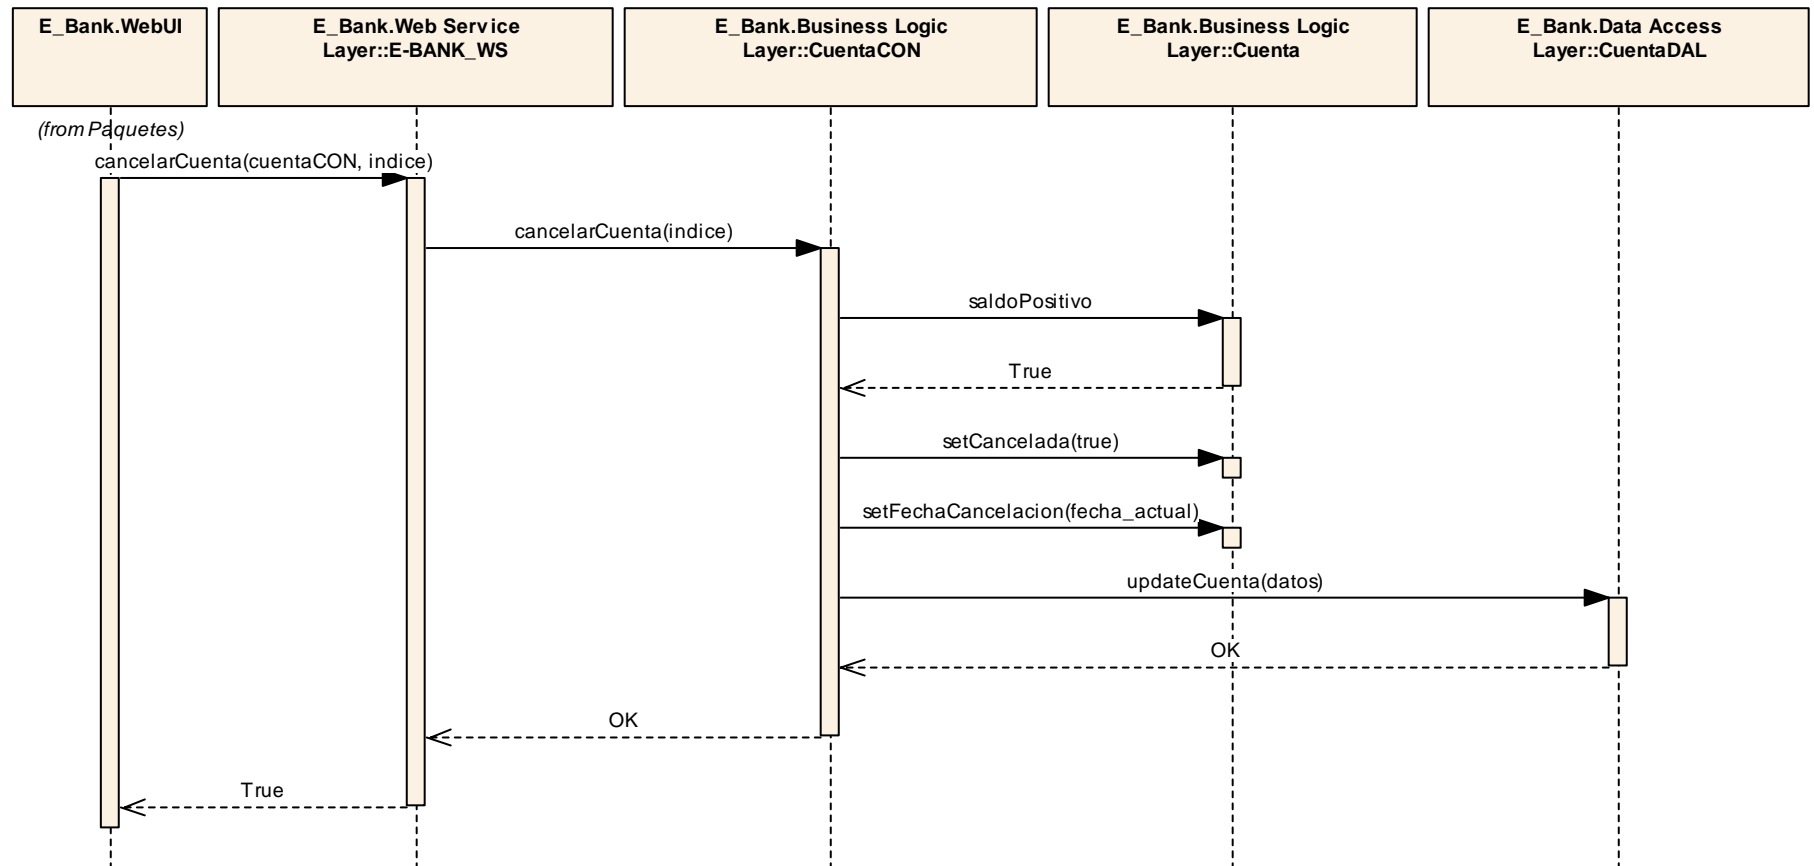 E_Bank.WebUI
E_Bank.Web Service
Layer::E-BANK_WS
E_Bank.Business Logic
Layer::CuentaCON
E_Bank.Business Logic
Layer::Cuenta
E_Bank.Data Access
Layer::CuentaDAL
(from Paquetes)
cancelarCuenta(cuentaCON, indice)
cancelarCuenta(indice)
saldoPositivo
True
setCancelada(true)
setFechaCancelacion(fecha_actual)
updateCuenta(datos)
OK
OK
True